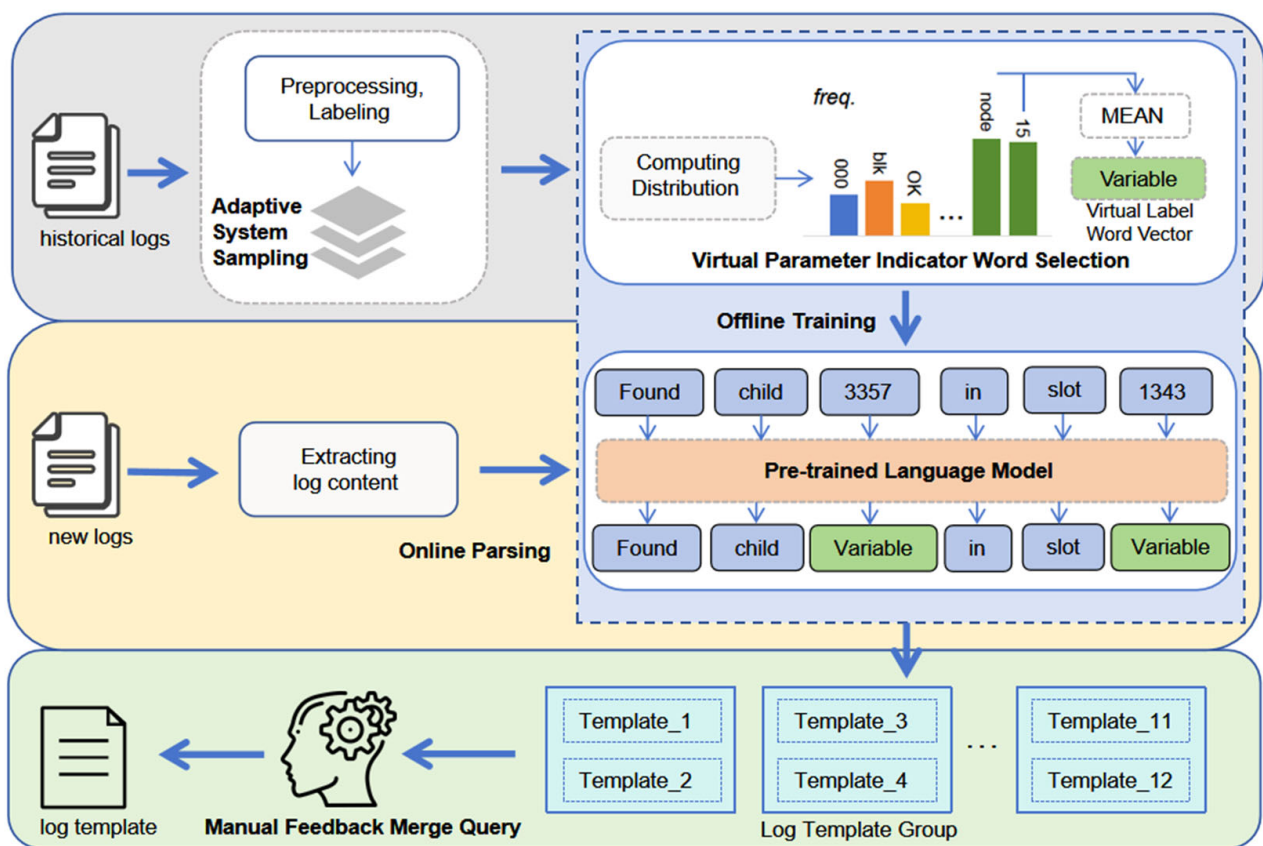 Preprocessing,
Labeling
Adaptive
System
Sampling
historical logs
Computing
Distribution
freq.
000
blk
OK
...
node
15
MEAN
Variable
Virtual Label
Word Vector
Virtual Parameter Indicator Word Selection
Offline Training
new logs
Extracting
log content
Online Parsing
Found child 3357 in slot 1343
Pre-trained Language Model
Found child Variable in slot Variable
log template
Manual Feedback Merge Query
Template_1 Template_3 ... Template_11
Template_2 Template_4 Template_12
Log Template Group